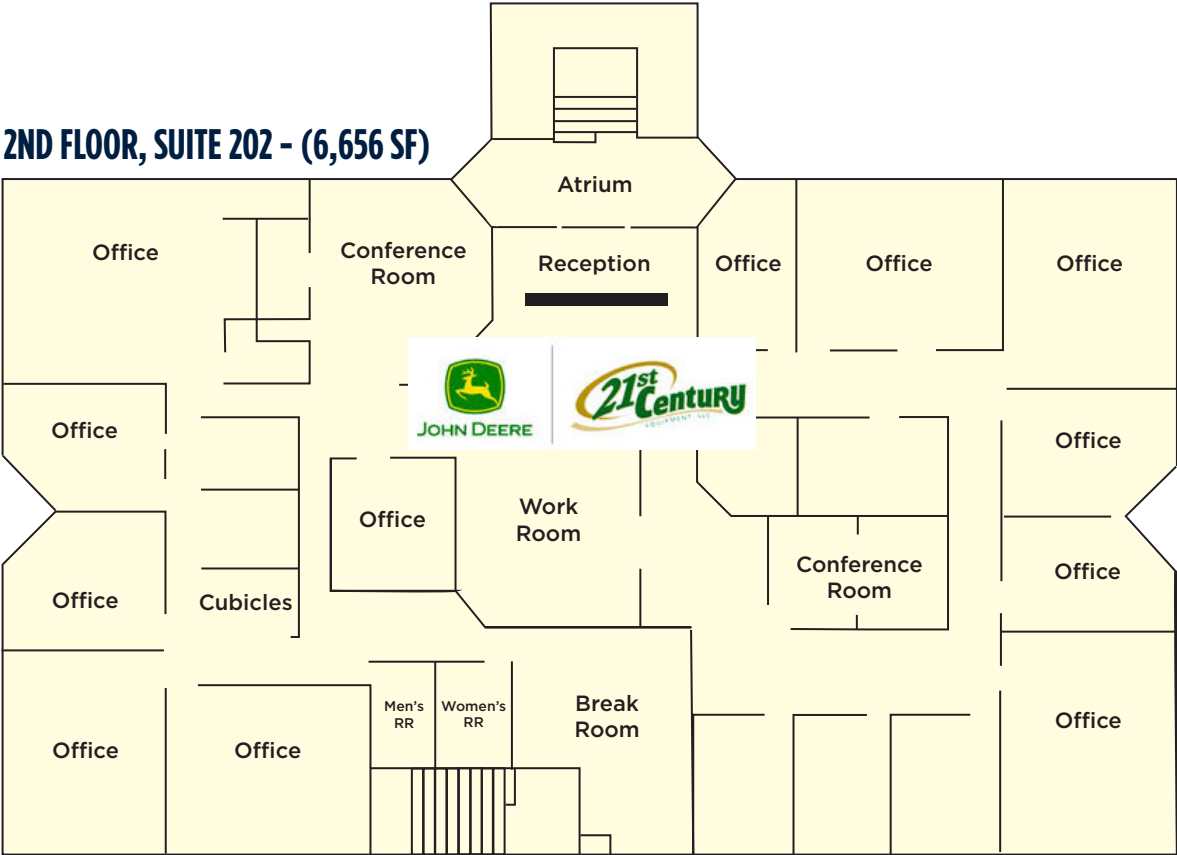 2ND FLOOR, SUITE 202 - (6,656 SF)
Atrium
Office
Conference
Room
Reception
Office
Office
Office
JOHN DEERE
21st
Century
EQUIPMENT LLC
Office
Office
Office
Work
Room
Office
Cubicles
Conference
Room
Office
Men's
RR
Women's
RR
Break
Room
Office
Office
Office